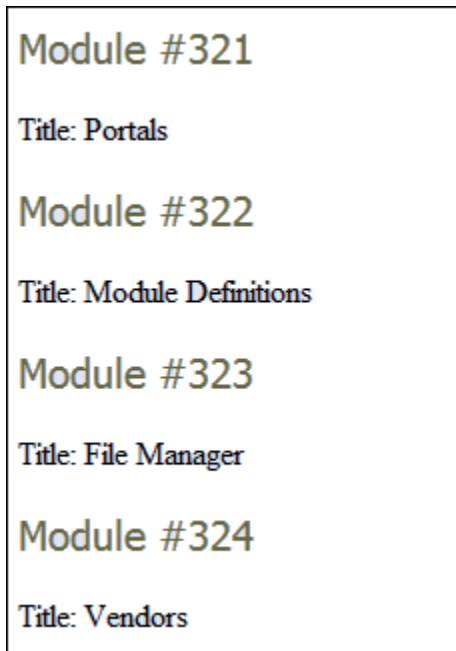 Module #321
Title: Portals
Module #322
Title: Module Definitions
Module #323
Title: File Manager
Module #324
Title: Vendors